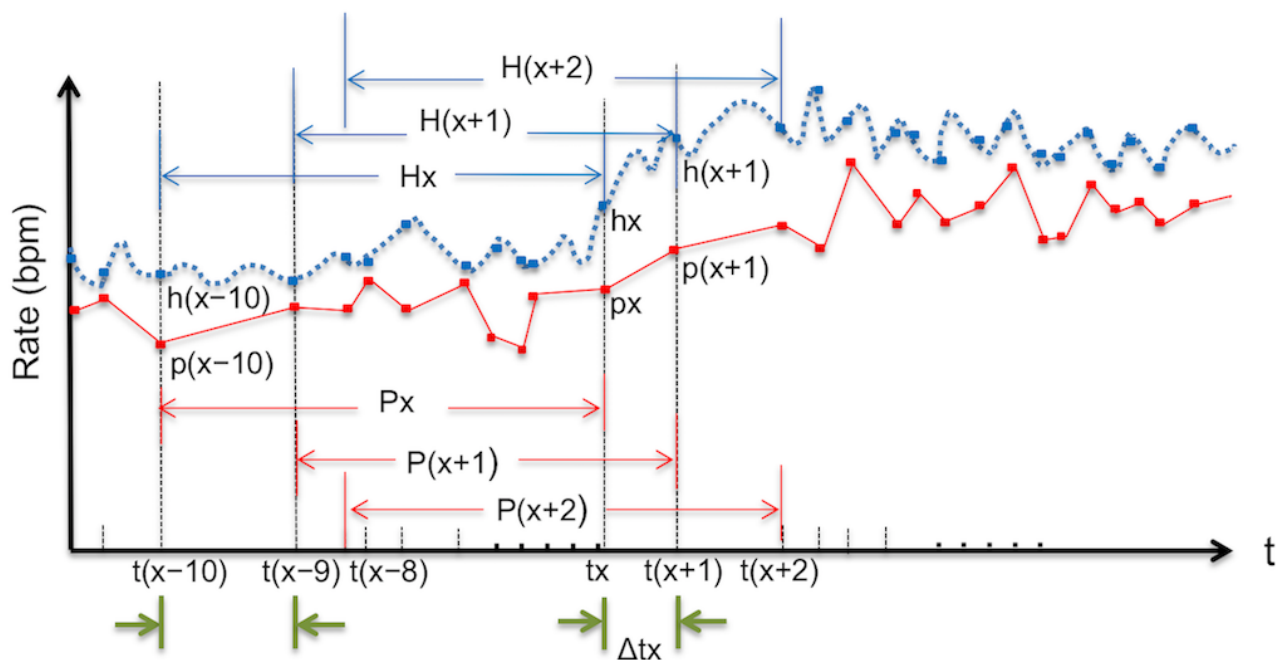 H(x+2)
H(x+1)
Hx
h(x+1)
hx
Rate (bpm)
h(x−10)
p(x+1)
px
p(x−10)
Px
P(x+1)
P(x+2)
t
t(x−10) t(x−9) t(x−8) tx t(x+1) t(x+2)
Δtx